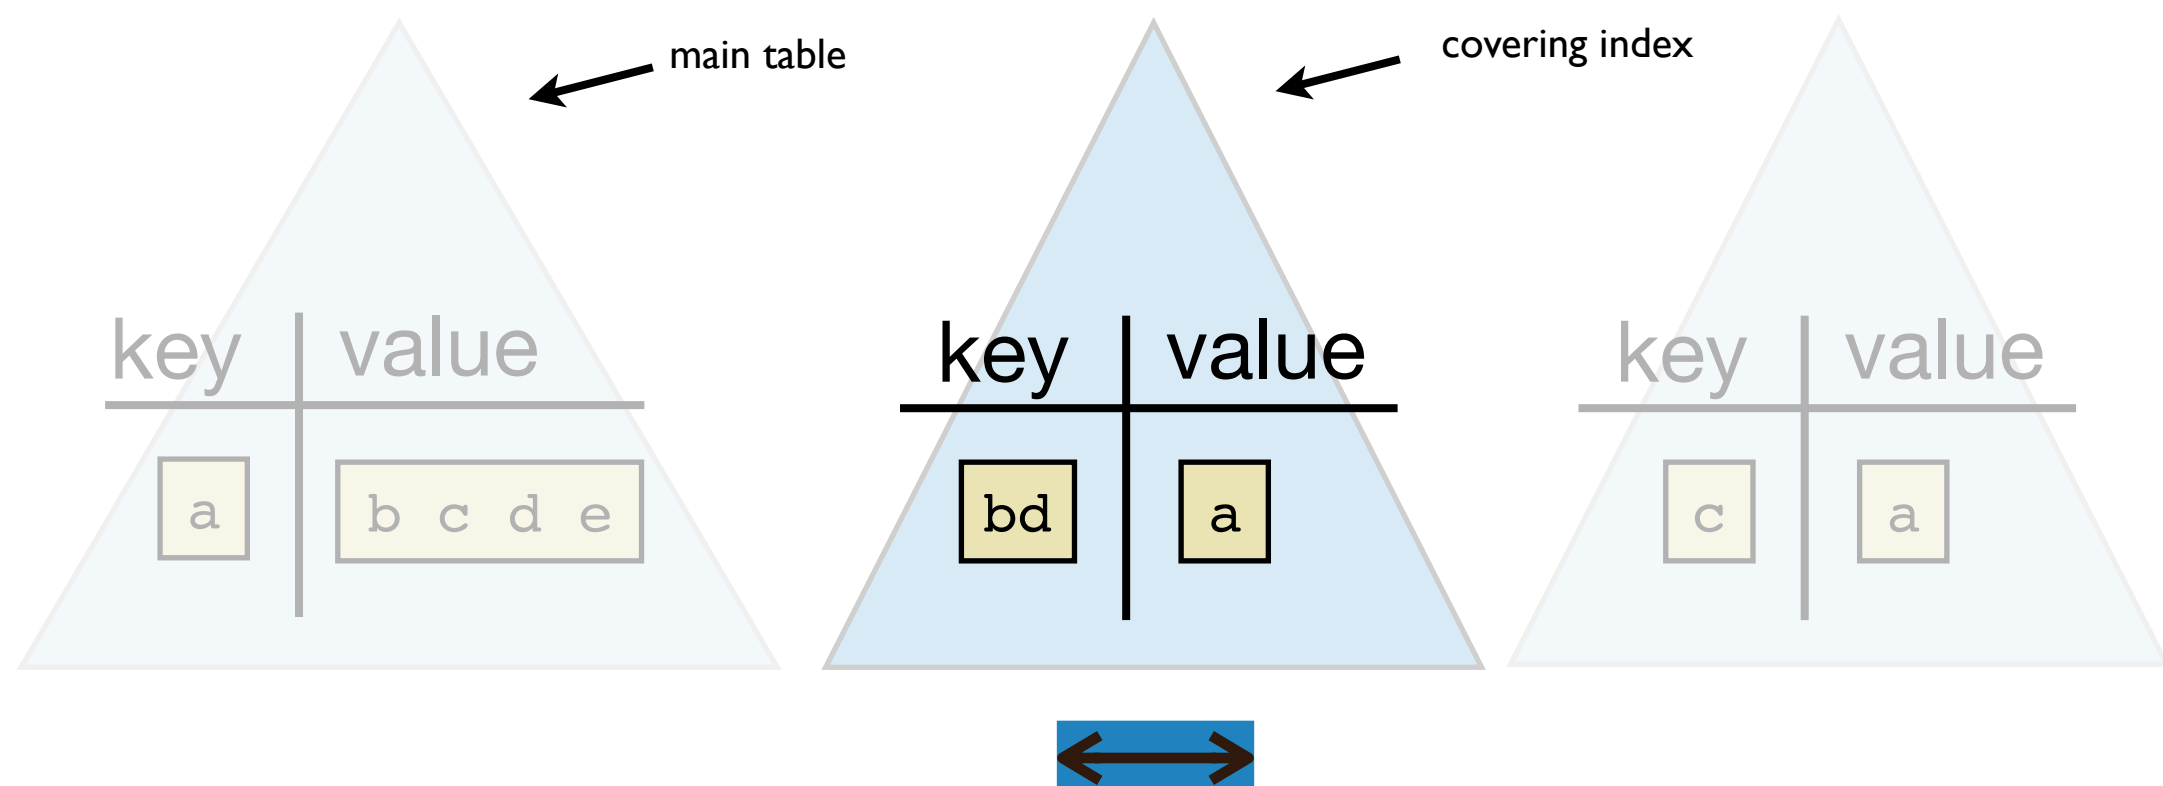 main table
covering index
key value
a b c d e
key value
bd a
key value
c a